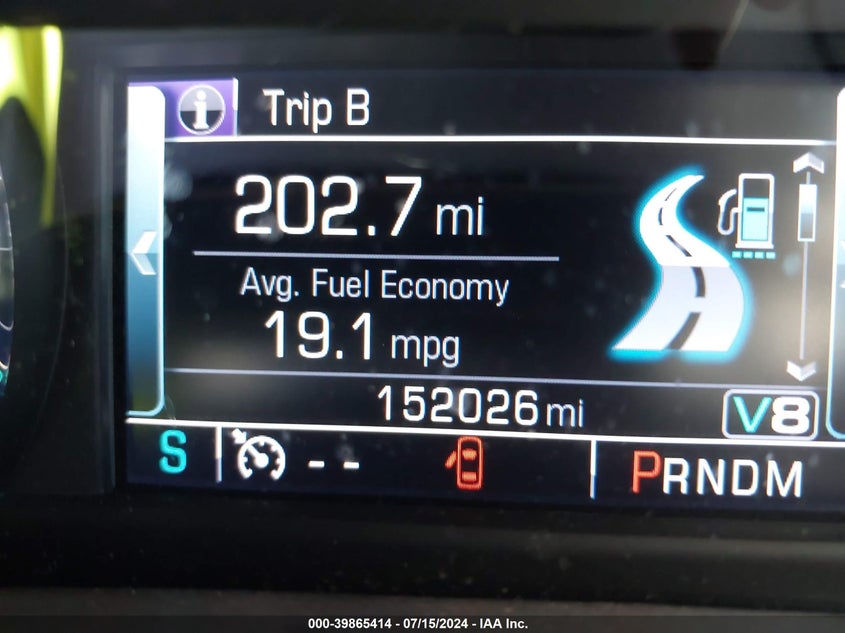 i Trip B
202.7 mi
Avg. Fuel Economy
19.1 mpg
152026 mi V8
S - - PRNDM
000-39865414 - 07/15/2024 - IAA Inc.